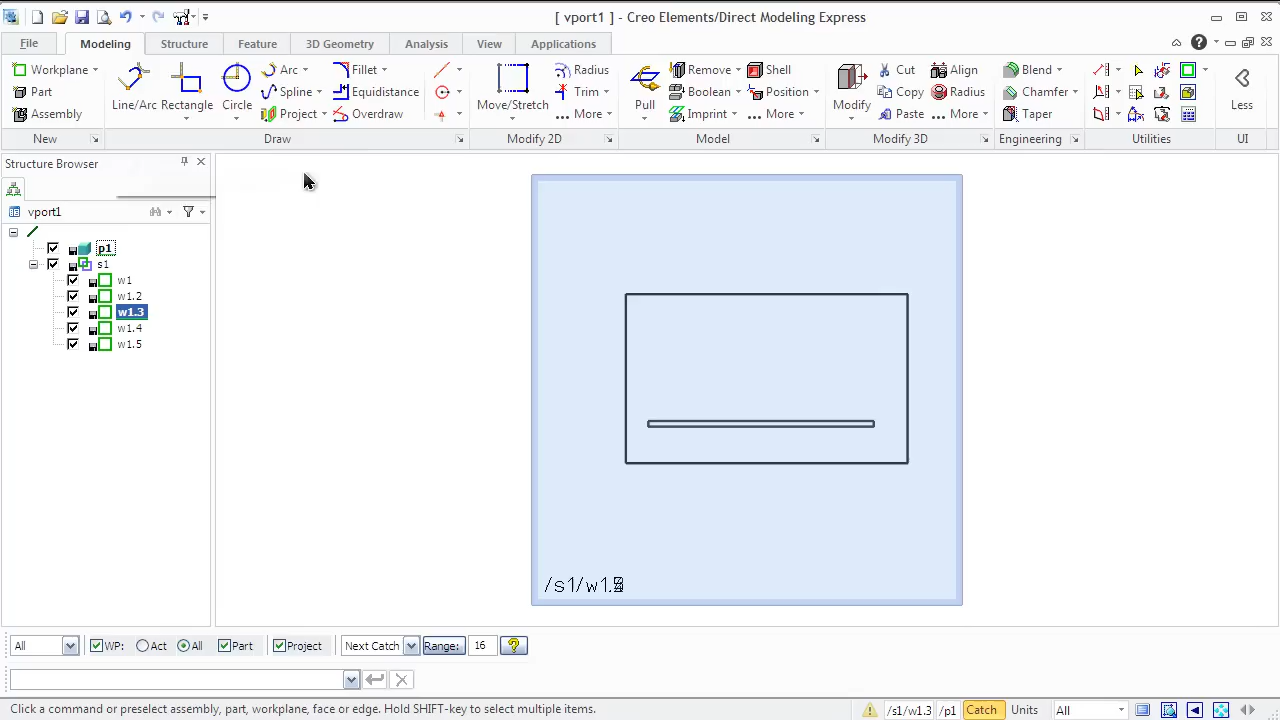 [ vport1 ] - Creo Elements/Direct Modeling Express
File
Modeling
Structure
Feature
3D Geometry
Analysis
View
Applications
Workplane
Part
Assembly
New
Line/Arc
Rectangle
Circle
Arc
Spline
Project
Fillet
Equidistance
Overdraw
Draw
Move/Stretch
Radius
Trim
More
Modify 2D
Pull
Remove
Boolean
Imprint
Shell
Position
More
Model
Modify
Cut
Copy
Paste
Align
Radius
More
Modify 3D
Blend
Chamfer
Taper
Engineering
Utilities
Less
UI
Structure Browser
vport1
p1
s1
w1
w1.2
w1.3
w1.4
w1.5
All
WP:
Act
All
Part
Project
Next Catch
Range:
16
Click a command or preselect assembly, part, workplane, face or edge. Hold SHIFT-key to select multiple items.
/s1/w1.3
/p1
Catch
Units
All